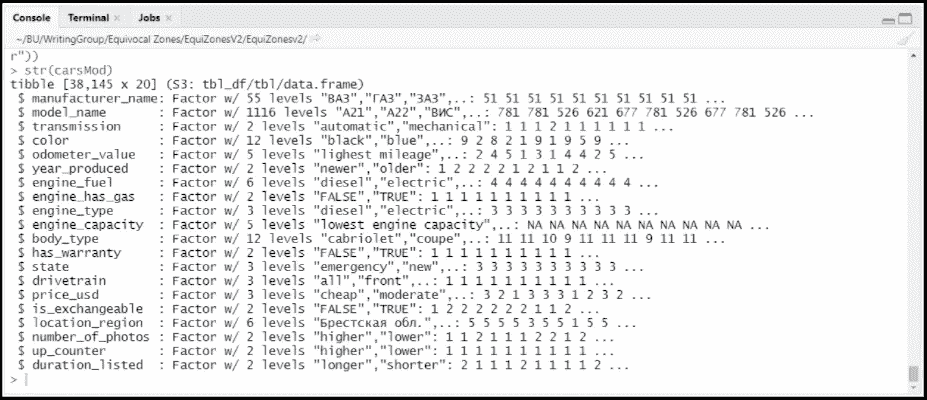 Console Terminal × Jobs ×
~/BU/WritingGroup/Equivocal Zones/EquiZonesV2/EquiZonesv2/
r"))
> str(carsMod)
tibble [38,145 x 20] (S3: tbl_df/tbl/data.frame)
$ manufacturer_name: Factor w/ 55 levels "ВАЗ","ГАЗ","ЗАЗ",..: 51 51 51 51 51 51 51 51 51 51 ...
$ model_name : Factor w/ 1116 levels "А21","А22","ВИС",..: 781 781 526 621 677 781 526 677 781 526 ...
$ transmission : Factor w/ 2 levels "automatic","mechanical": 1 1 1 2 1 1 1 1 1 1 ...
$ color : Factor w/ 12 levels "black","blue",..: 9 2 8 2 1 9 1 9 5 9 ...
$ odometer_value : Factor w/ 5 levels "lighest mileage",..: 2 4 5 1 3 1 4 4 2 5 ...
$ year_produced : Factor w/ 2 levels "newer","older": 1 2 2 2 2 1 2 1 1 2 ...
$ engine_fuel : Factor w/ 6 levels "diesel","electric",..: 4 4 4 4 4 4 4 4 4 4 ...
$ engine_has_gas : Factor w/ 2 levels "FALSE","TRUE": 1 1 1 1 1 1 1 1 1 1 ...
$ engine_type : Factor w/ 3 levels "diesel","electric",..: 3 3 3 3 3 3 3 3 3 3 ...
$ engine_capacity : Factor w/ 5 levels "lowest engine capacity",..: NA NA NA NA NA NA NA NA NA NA ...
$ body_type : Factor w/ 12 levels "cabriolet","coupe",..: 11 11 10 9 11 11 11 9 11 11 ...
$ has_warranty : Factor w/ 2 levels "FALSE","TRUE": 1 1 1 1 1 1 1 1 1 1 ...
$ state : Factor w/ 3 levels "emergency","new",..: 3 3 3 3 3 3 3 3 3 3 ...
$ drivetrain : Factor w/ 3 levels "all","front",..: 1 1 1 1 1 1 1 1 1 1 ...
$ price_usd : Factor w/ 3 levels "cheap","moderate",..: 3 2 1 3 3 3 1 2 3 2 ...
$ is_exchangeable : Factor w/ 2 levels "FALSE","TRUE": 1 2 2 2 2 2 2 1 1 2 ...
$ location_region : Factor w/ 6 levels "Брестская обл.",..: 5 5 5 5 3 5 5 1 5 5 ...
$ number_of_photos : Factor w/ 2 levels "higher","lower": 1 1 2 1 1 1 2 2 1 2 ...
$ up_counter : Factor w/ 2 levels "higher","lower": 1 1 1 1 1 1 1 1 1 1 ...
$ duration_listed : Factor w/ 2 levels "longer","shorter": 2 1 1 1 2 1 1 1 1 2 ...
>